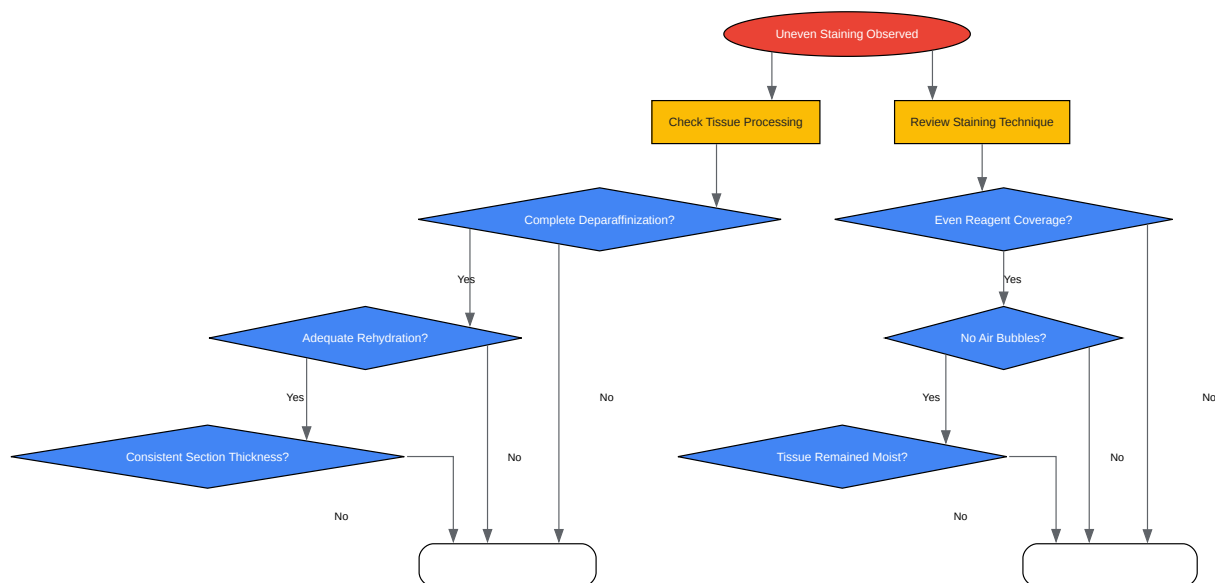 Uneven Staining Observed
Check Tissue Processing
Review Staining Technique
Complete Deparaffinization?
Even Reagent Coverage?
Yes
Yes
Adequate Rehydration?
No Air Bubbles?
Yes
No
Yes
No
Consistent Section Thickness?
No
Tissue Remained Moist?
No
No
No